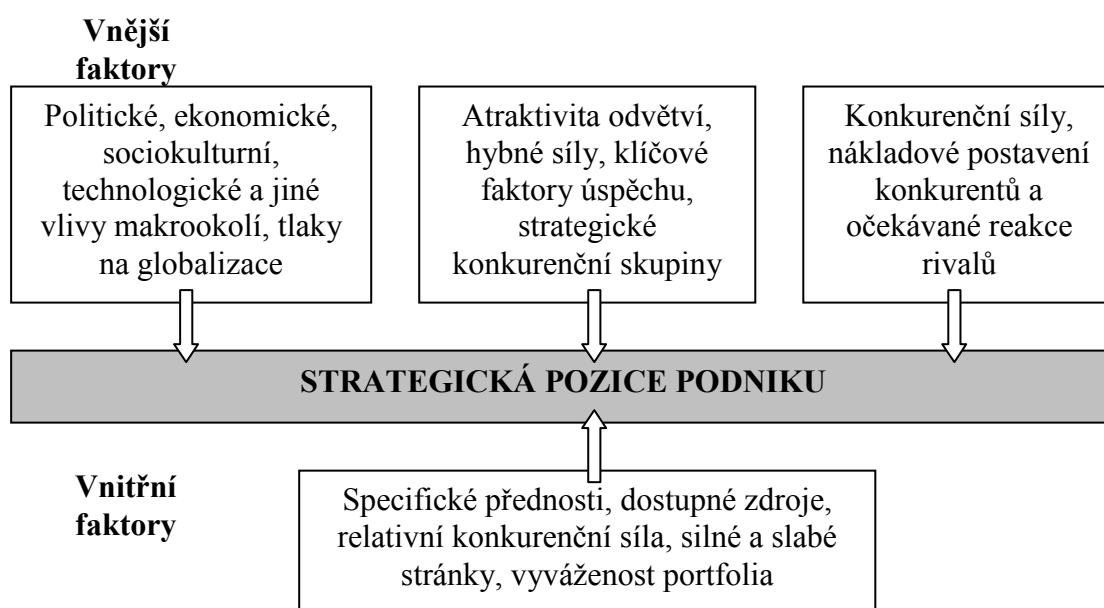 Vnější
faktory
Politické, ekonomické,
sociokulturní,
technologické a jiné
vlivy makrookolí, tlaky
na globalizace
Atraktivita odvětví,
hybné síly, klíčové
faktory úspěchu,
strategické
konkurenční skupiny
Konkurenční síly,
nákladové postavení
konkurentů a
očekávané reakce
rivalů
STRATEGICKÁ POZICE PODNIKU
Vnitřní
faktory
Specifické přednosti, dostupné zdroje,
relativní konkurenční síla, silné a slabé
stránky, vyváženost portfolia